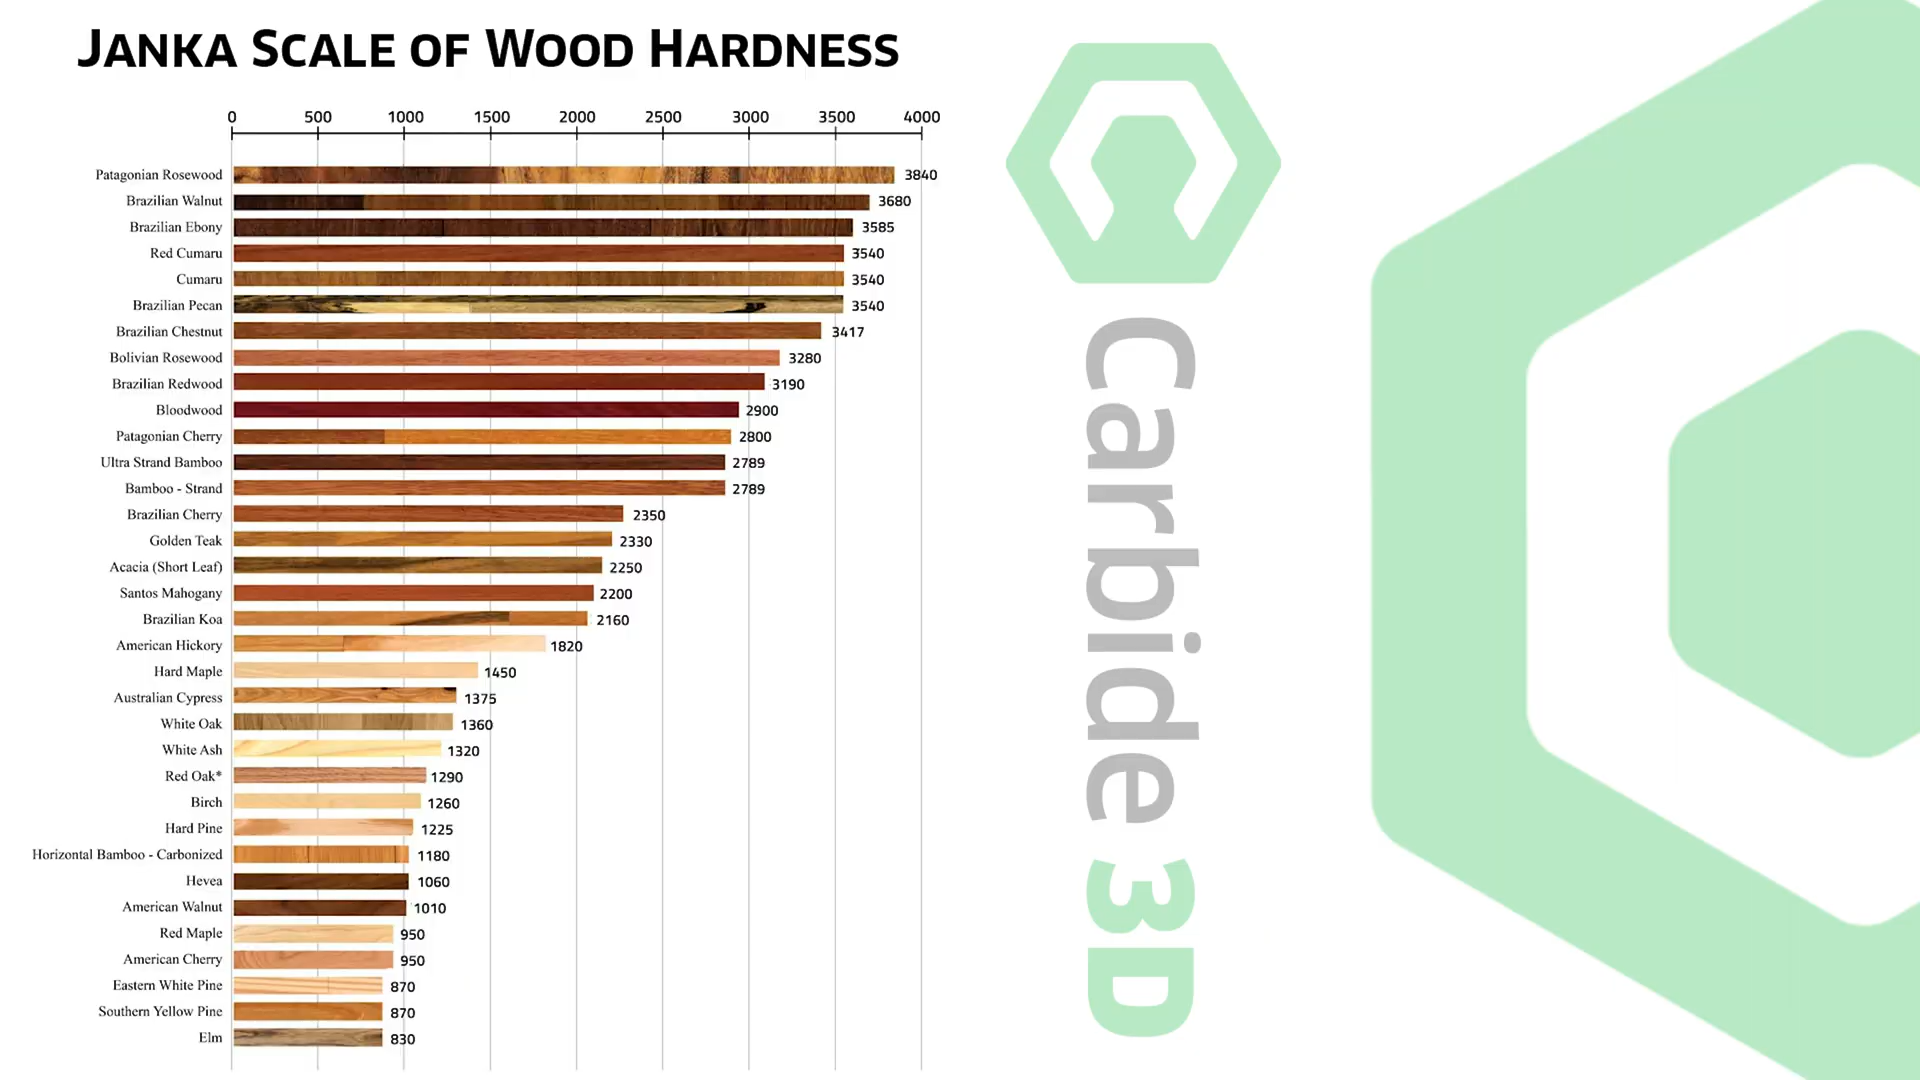 JANKA SCALE OF WOOD HARDNESS
0 500 1000 1500 2000 2500 3000 3500 4000
Patagonian Rosewood 3840
Brazilian Walnut 3680
Brazilian Ebony 3585
Red Cumaru 3540
Cumaru 3540
Brazilian Pecan 3540
Brazilian Chestnut 3417
Bolivian Rosewood 3280
Brazilian Redwood 3190
Bloodwood 2900
Patagonian Cherry 2800
Ultra Strand Bamboo 2789
Bamboo - Strand 2789
Brazilian Cherry 2350
Golden Teak 2330
Acacia (Short Leaf) 2250
Santos Mahogany 2200
Brazilian Koa 2160
American Hickory 1820
Hard Maple 1450
Australian Cypress 1375
White Oak 1360
White Ash 1320
Red Oak* 1290
Birch 1260
Hard Pine 1225
Horizontal Bamboo - Carbonized 1180
Hevea 1060
American Walnut 1010
Red Maple 950
American Cherry 950
Eastern White Pine 870
Southern Yellow Pine 870
Elm 830
Carbide 3D